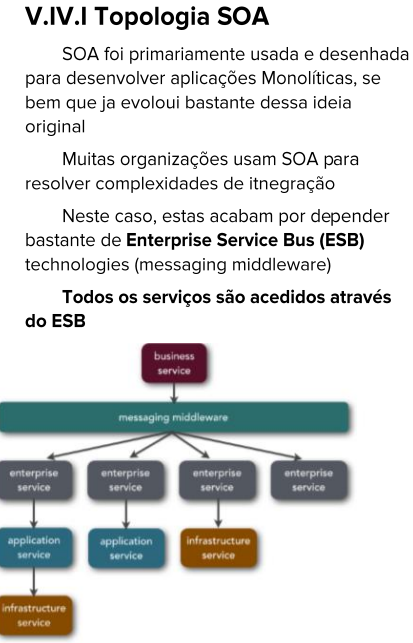 V.IV.I Topologia SOA
SOA foi primariamente usada e desenhada
para desenvolver aplicações Monolíticas, se
bem que ja evoloui bastante dessa ideia
original
Muitas organizações usam SOA para
resolver complexidades de itnegração
Neste caso, estas acabam por depender
bastante de Enterprise Service Bus (ESB)
technologies (messaging middleware)
Todos os serviços são acedidos através
do ESB
business
service
messaging middleware
enterprise
service
enterprise
service
enterprise
service
enterprise
service
application
service
application
service
infrastructure
service
infrastructure
service